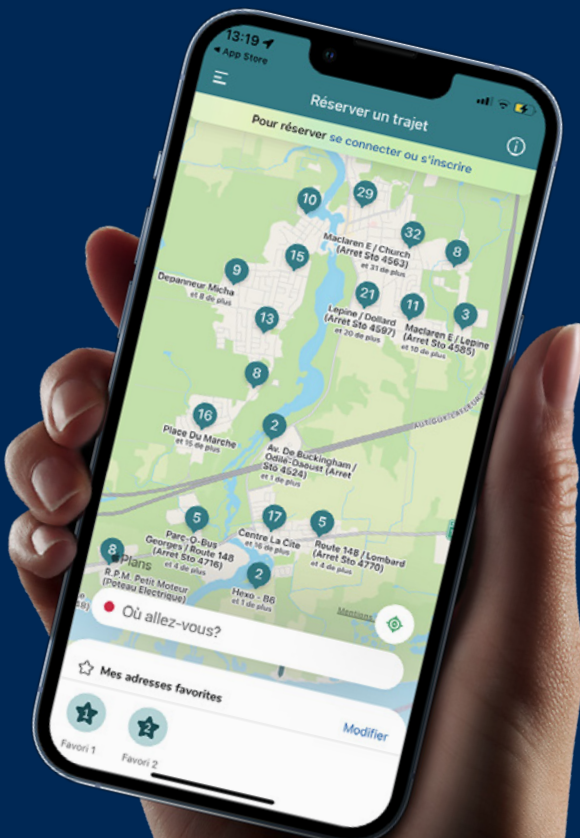 13:19
App Store
Réserver un trajet
Pour réserver se connecter ou s'inscrire
10
29
32
Maclaren E / Church
(Arret Sto 4563)
et 31 de plus
8
15
9
Depanneur Micha
et 8 de plus
13
21
Lepine / Dollard
(Arret Sto 4597)
et 20 de plus
11
Maclaren E / Lepine
(Arret Sto 4585)
et 10 de plus
3
8
16
Place Du Marche
et 15 de plus
2
Av. De Buckingham /
Odile-Daoust (Arret
Sto 4524)
et 1 de plus
5
Parc-O-Bus
Georges / Route 148
(Arret Sto 4716)
et 4 de plus
17
Centre La Cite
et 16 de plus
5
Route 148 / Lombard
(Arret Sto 4770)
et 4 de plus
8
Plans
R.P.M. Petit Moteur
(Poteau Electrique)
2
Hexo - B6
et 1 de plus
Mentions
Où allez-vous?
Mes adresses favorites
Modifier
1
2
Favori 1
Favori 2